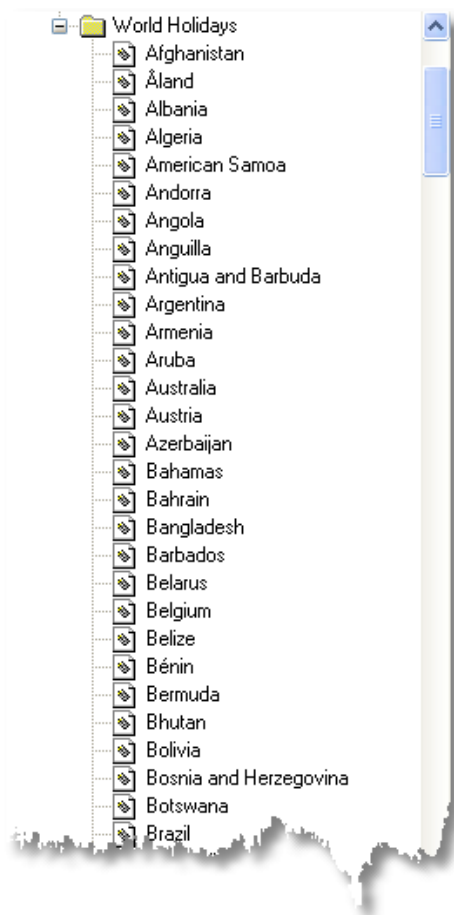 World Holidays
Afghanistan
Åland
Albania
Algeria
American Samoa
Andorra
Angola
Anguilla
Antigua and Barbuda
Argentina
Armenia
Aruba
Australia
Austria
Azerbaijan
Bahamas
Bahrain
Bangladesh
Barbados
Belarus
Belgium
Belize
Bénin
Bermuda
Bhutan
Bolivia
Bosnia and Herzegovina
Botswana
Brazil